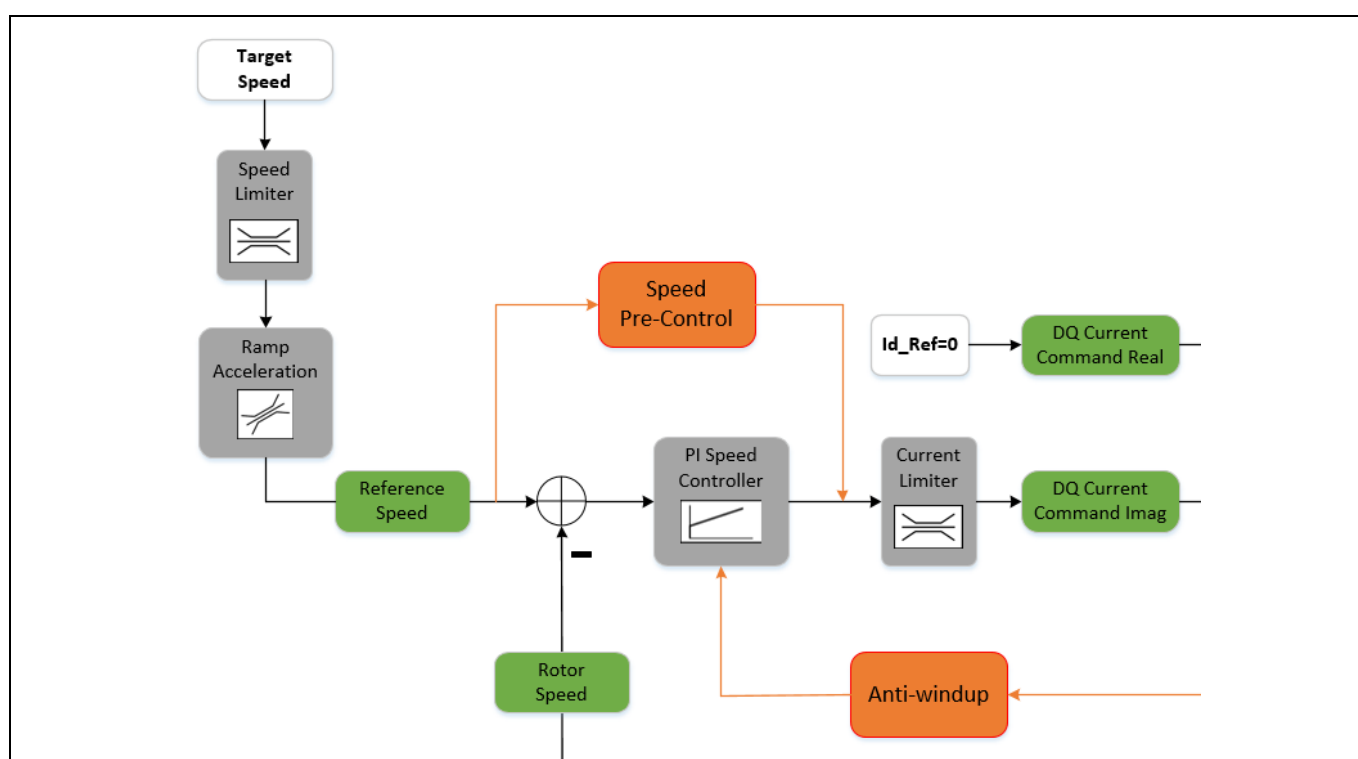 Target
Speed
Speed
Limiter
Ramp
Acceleration
Reference
Speed
Speed
Pre-Control
PI Speed
Controller
Id_Ref=0
DQ Current
Command Real
Current
Limiter
DQ Current
Command Imag
Rotor
Speed
Anti-windup